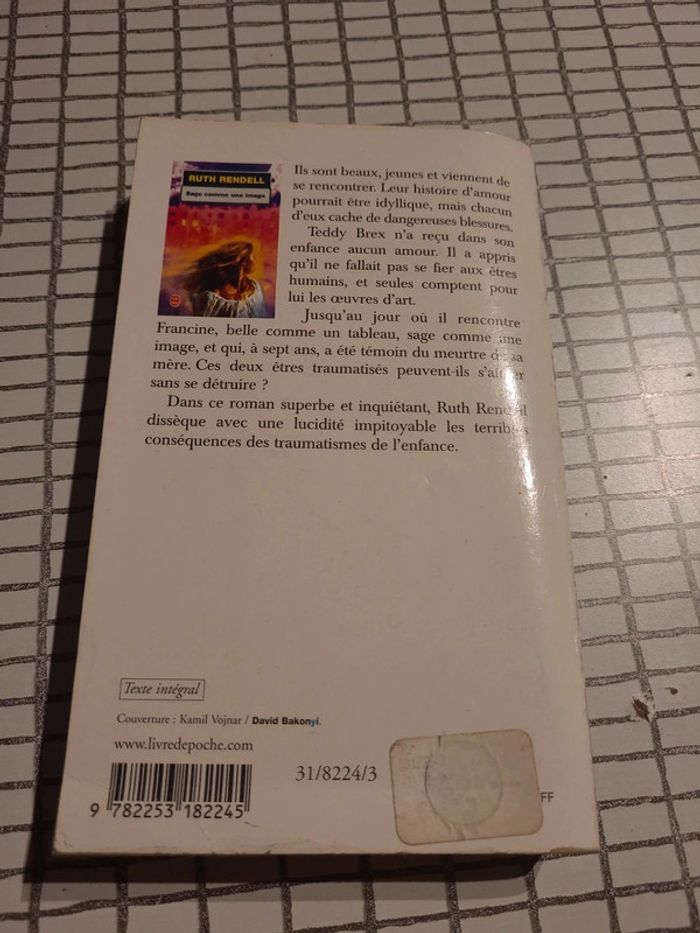 RUTH RENDELL
Sage comme une image
Ils sont beaux, jeunes et viennent de
se rencontrer. Leur histoire d'amour
pourrait être idyllique, mais chacun
d'eux cache de dangereuses blessures.
Teddy Brex n'a reçu dans son
enfance aucun amour. Il a appris
qu'il ne fallait pas se fier aux êtres
humains, et seules comptent pour
lui les œuvres d'art.
Jusqu'au jour où il rencontre
Francine, belle comme un tableau, sage comme une
image, et qui, à sept ans, a été témoin du meurtre de sa
mère. Ces deux êtres traumatisés peuvent-ils s'aimer
sans se détruire ?
Dans ce roman superbe et inquiétant, Ruth Rendell
dissèque avec une lucidité impitoyable les terribles
conséquences des traumatismes de l'enfance.
Texte intégral
Couverture : Kamil Vojnar / David Bakonyi.
www.livredepoche.com
31/8224/3
9 782253 182245
FF